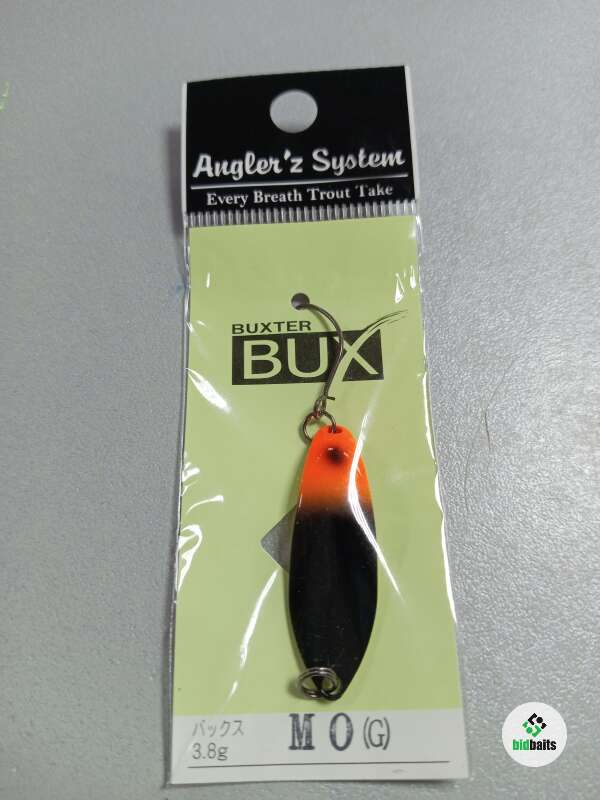 Angler'z System
Every Breath Trout Take
BUXTER
BUX
バックス
3.8g
MO(G)
bidbaits